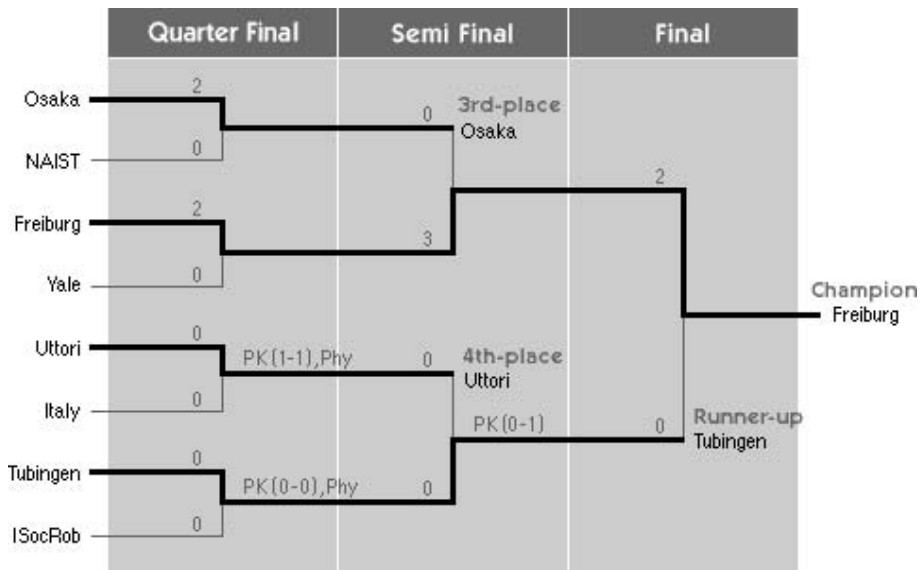 Quarter Final
Semi Final
Final
2
Osaka
0
3rd-place
Osaka
0
NAIST
2
2
Freiburg
3
0
Yale
Champion
Freiburg
0
Uttori
PK(1-1),Phy
0
4th-place
Uttori
0
Italy
PK(0-1)
0
Runner-up
Tubingen
0
Tubingen
PK(0-0),Phy
0
0
ISocRob